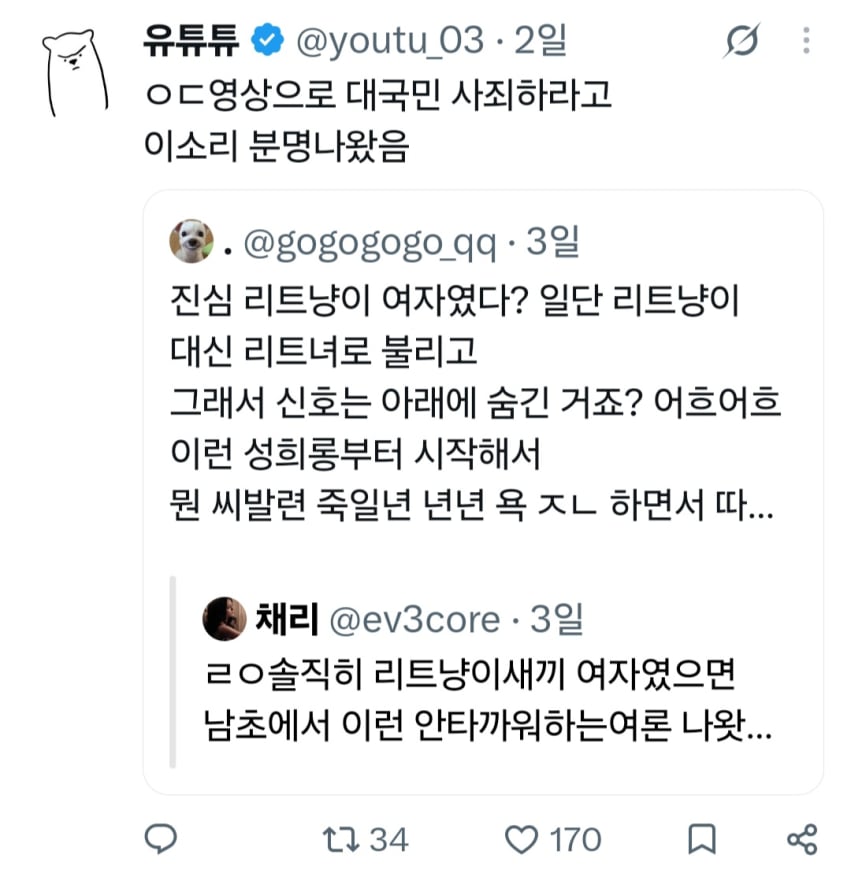 유튜튜 @youtu_03 · 2일
ㅇㄷ영상으로 대국민 사죄하라고
이소리 분명나왔음
. @gogogogo_qq · 3일
진심 리트냥이 여자였다? 일단 리트냥이
대신 리트녀로 불리고
그래서 신호는 아래에 숨긴 거죠? 어흐어흐
이런 성희롱부터 시작해서
뭔 씨발련 죽일년 년년 욕 ㅈㄴ 하면서 따...
채리 @ev3core · 3일
ㄹㅇ솔직히 리트냥이새끼 여자였으면
남초에서 이런 안타까워하는여론 나왓...
34 170